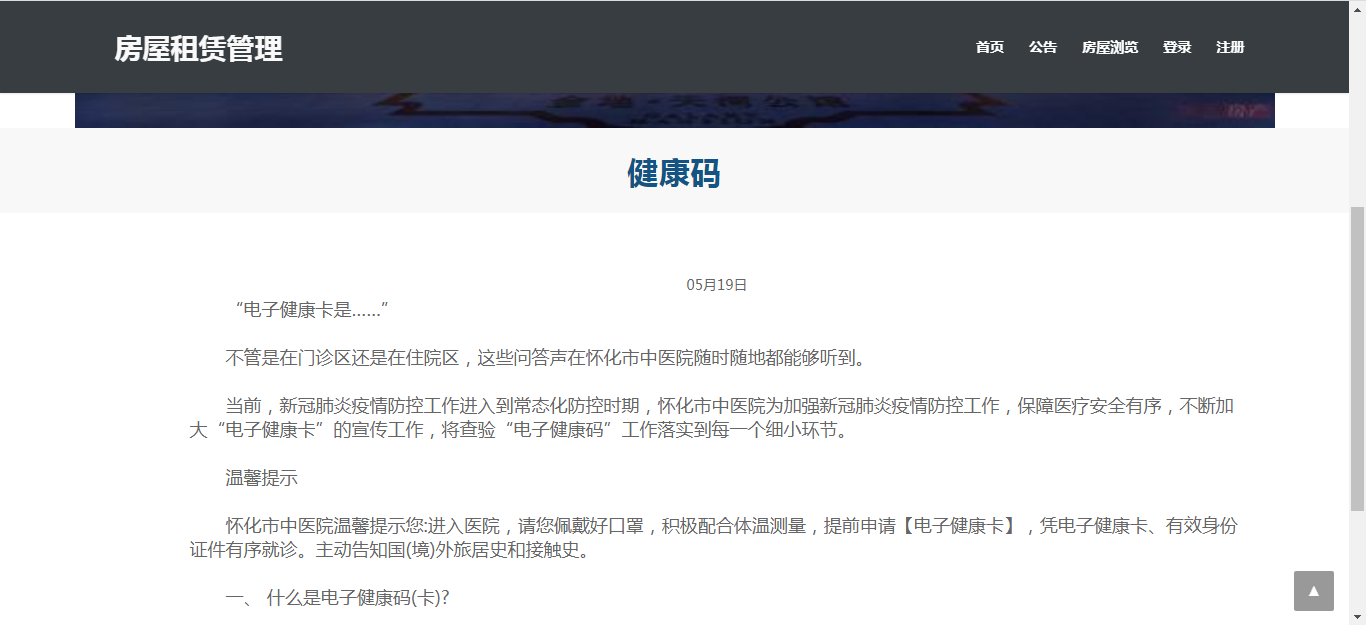 房屋租赁管理
首页 公告 房屋浏览 登录 注册
健康码
05月19日
“电子健康卡是……”
不管是在门诊区还是在住院区，这些问答声在怀化市中医院随时随地都能够听到。
当前，新冠肺炎疫情防控工作进入到常态化防控时期，怀化市中医院为加强新冠肺炎疫情防控工作，保障医疗安全有序，不断加
大“电子健康卡”的宣传工作，将查验“电子健康码”工作落实到每一个细小环节。
温馨提示
怀化市中医院温馨提示您:进入医院，请您佩戴好口罩，积极配合体温测量，提前申请【电子健康卡】，凭电子健康卡、有效身份
证件有序就诊。主动告知国(境)外旅居史和接触史。
一、 什么是电子健康码(卡)?